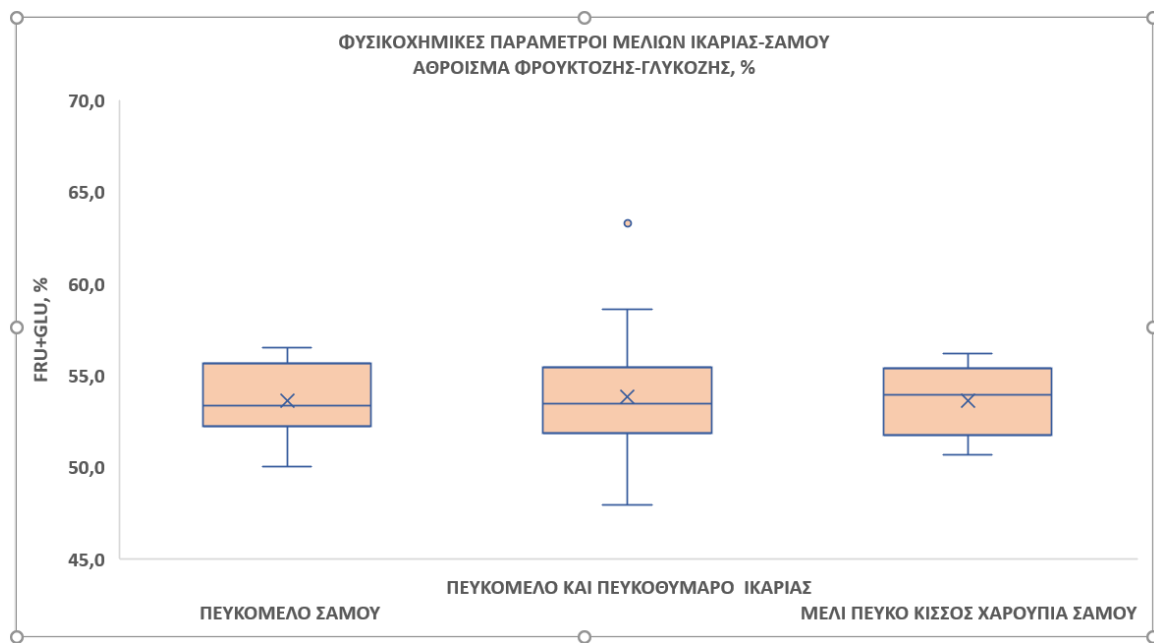 ΦΥΣΙΚΟΧΗΜΙΚΕΣ ΠΑΡΑΜΕΤΡΟΙ ΜΕΛΙΩΝ ΙΚΑΡΙΑΣ-ΣΑΜΟΥ
ΑΘΡΟΙΣΜΑ ΦΡΟΥΚΤΟΖΗΣ-ΓΛΥΚΟΖΗΣ, %
70,0
65,0
60,0
55,0
50,0
45,0
FRU+GLU, %
ΠΕΥΚΟΜΕΛΟ ΚΑΙ ΠΕΥΚΟΘΥΜΑΡΟ ΙΚΑΡΙΑΣ
ΠΕΥΚΟΜΕΛΟ ΣΑΜΟΥ
ΜΕΛΙ ΠΕΥΚΟ ΚΙΣΣΟΣ ΧΑΡΟΥΠΙΑ ΣΑΜΟΥ